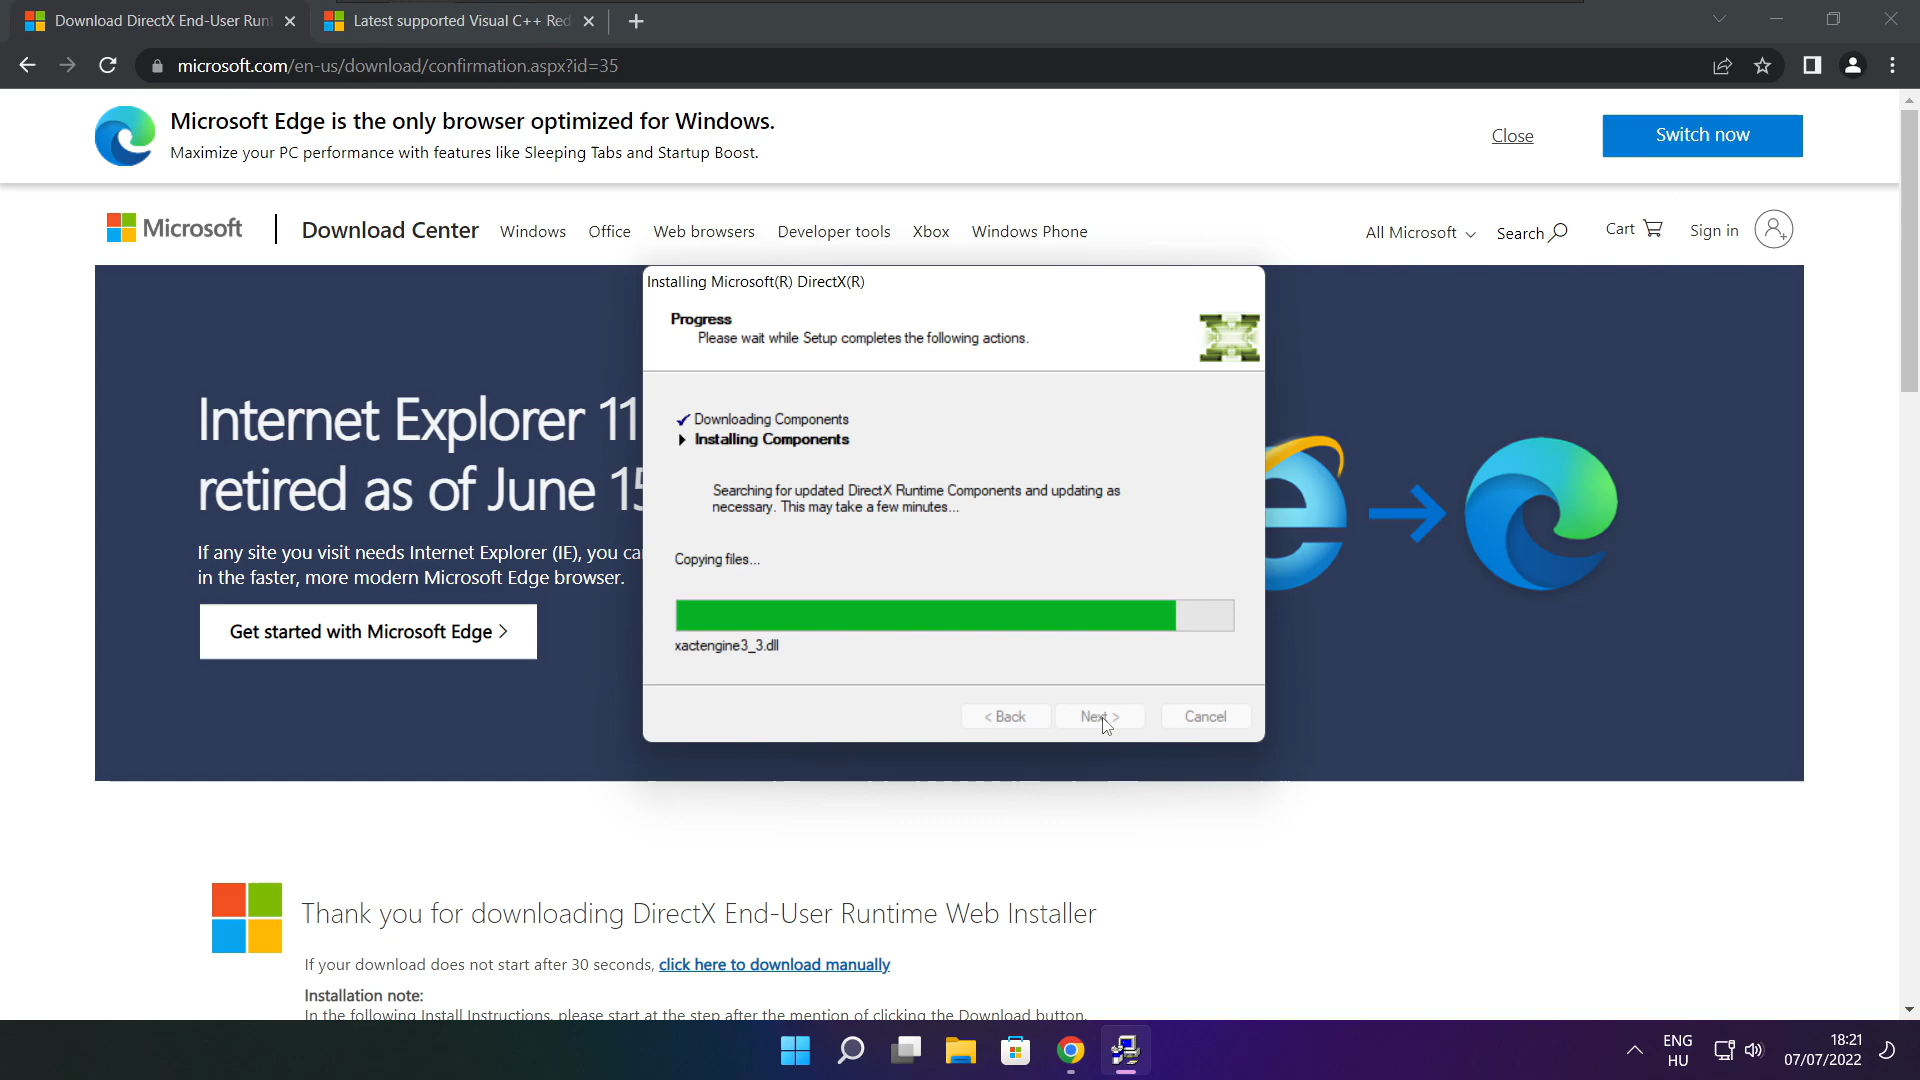 Download DirectX End-User Runt
Latest supported Visual C++ Red
microsoft.com/en-us/download/confirmation.aspx?id=35
Microsoft Edge is the only browser optimized for Windows.
Maximize your PC performance with features like Sleeping Tabs and Startup Boost.
Close
Switch now
Microsoft
Download Center
Windows
Office
Web browsers
Developer tools
Xbox
Windows Phone
All Microsoft
Search
Cart
Sign in
Internet Explorer 11
retired as of June 15
If any site you visit needs Internet Explorer (IE), you ca
in the faster, more modern Microsoft Edge browser.
Get started with Microsoft Edge >
Installing Microsoft(R) DirectX(R)
Progress
Please wait while Setup completes the following actions.
Downloading Components
Installing Components
Searching for updated DirectX Runtime Components and updating as
necessary. This may take a few minutes...
Copying files...
xactengine3_3.dll
< Back
Next >
Cancel
Thank you for downloading DirectX End-User Runtime Web Installer
If your download does not start after 30 seconds, click here to download manually
Installation note:
In the following Install Instructions, please start at the step after the mention of clicking the Download button.
ENG
HU
18:21
07/07/2022